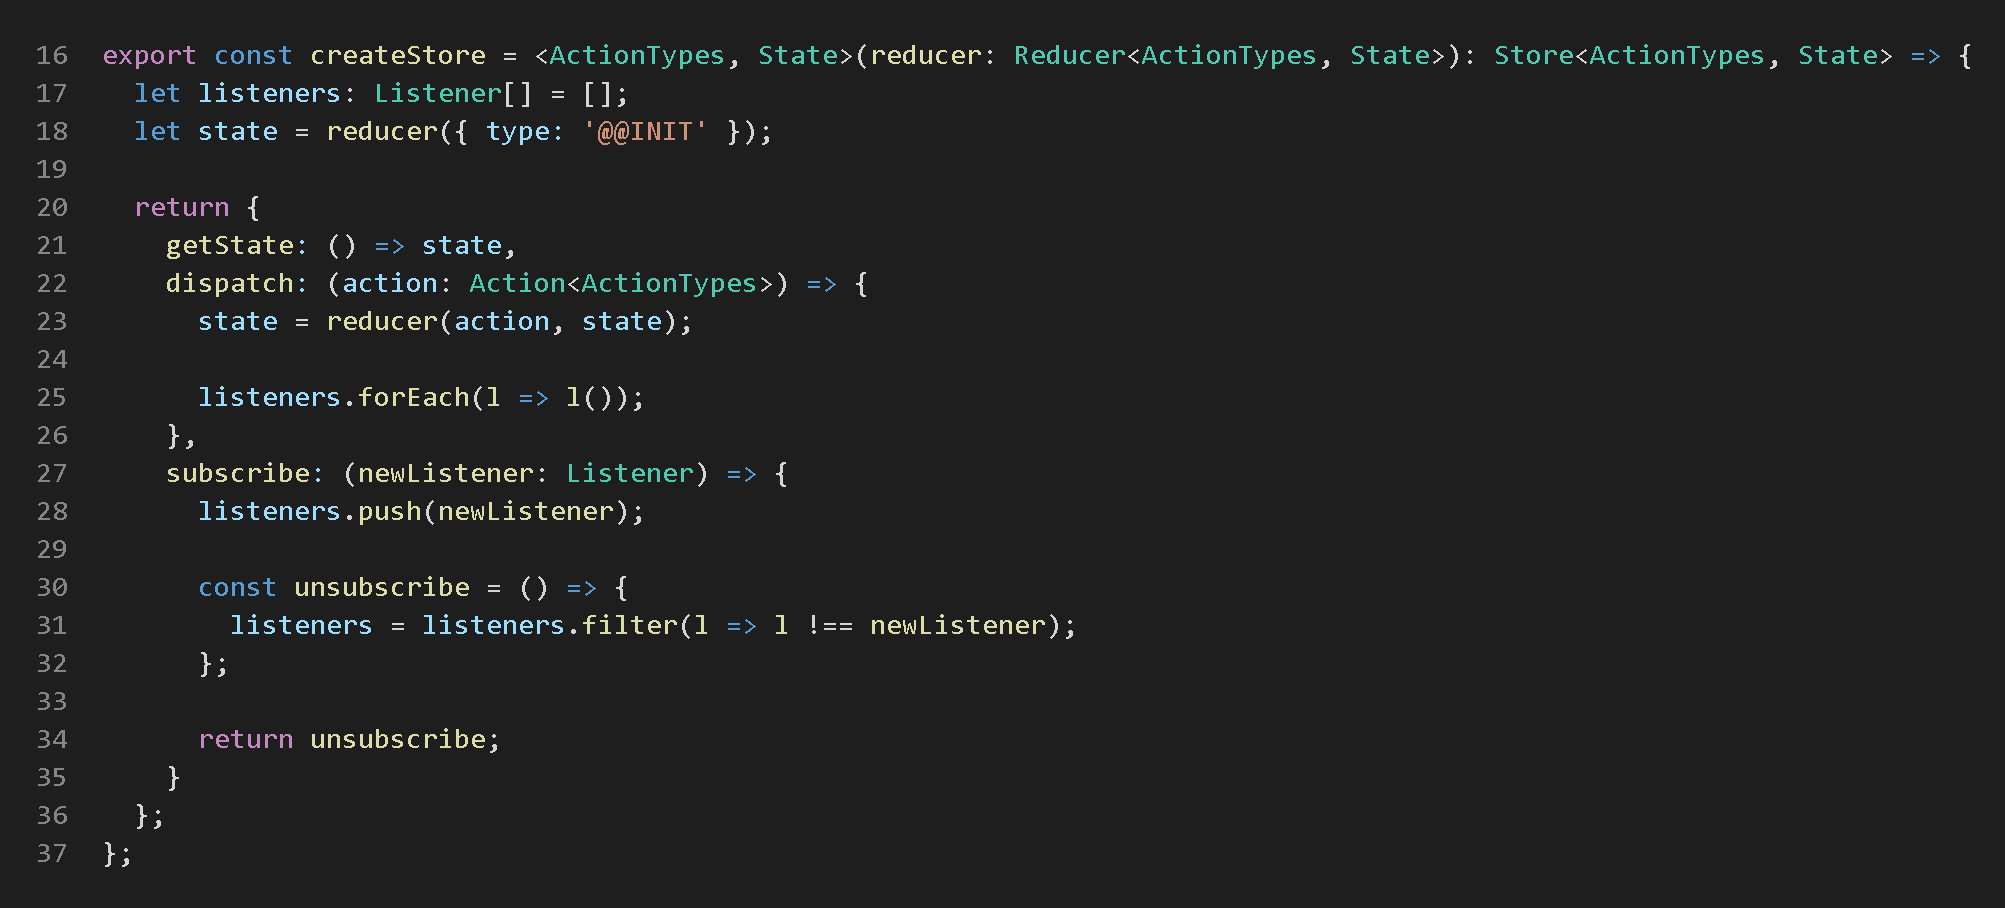 16 export const createStore = <ActionTypes, State>(reducer: Reducer<ActionTypes, State>): Store<ActionTypes, State> => {
17   let listeners: Listener[] = [];
18   let state = reducer({ type: '@@INIT' });
19
20   return {
21     getState: () => state,
22     dispatch: (action: Action<ActionTypes>) => {
23       state = reducer(action, state);
24
25       listeners.forEach(l => l());
26     },
27     subscribe: (newListener: Listener) => {
28       listeners.push(newListener);
29
30       const unsubscribe = () => {
31         listeners = listeners.filter(l => l !== newListener);
32       };
33
34       return unsubscribe;
35     }
36   };
37 };